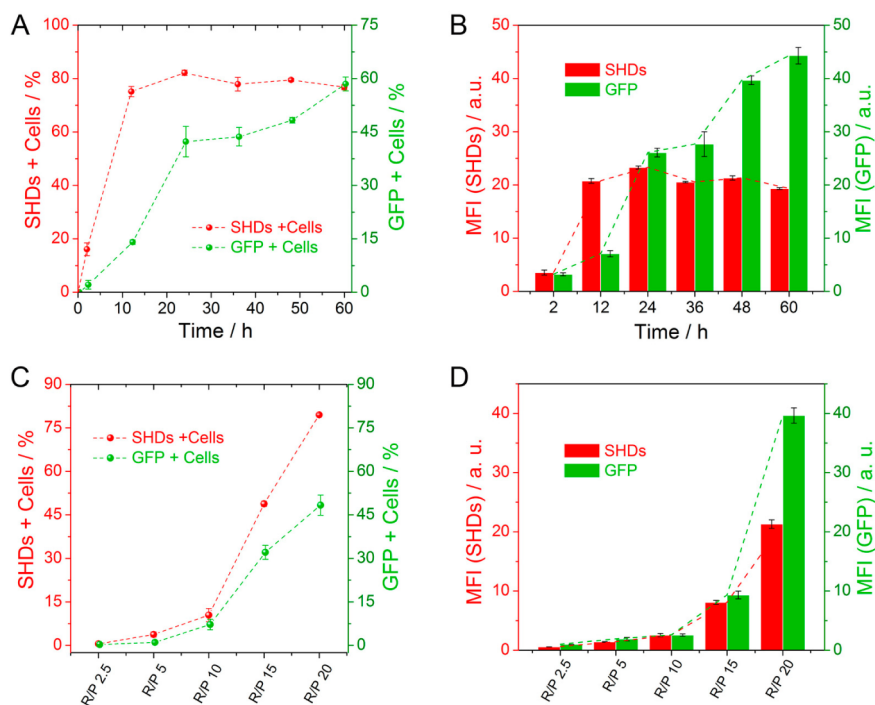 A
SHDs + Cells / %
100
80
60
40
20
0
75
60
45
30
15
0
GFP + Cells / %
SHDs +Cells
GFP + Cells
0 10 20 30 40 50 60
Time / h
B
MFI (SHDs) / a.u.
50
40
30
20
10
0
50
40
30
20
10
0
MFI (GFP) / a.u.
SHDs
GFP
2 12 24 36 48 60
Time / h
C
SHDs + Cells / %
90
75
60
45
30
15
0
90
75
60
45
30
15
0
GFP + Cells / %
SHDs +Cells
GFP + Cells
R/P 2.5 R/P 5 R/P 10 R/P 15 R/P 20
D
MFI (SHDs) / a. u.
40
30
20
10
0
40
30
20
10
0
MFI (GFP) / a. u.
SHDs
GFP
R/P 2.5 R/P 5 R/P 10 R/P 15 R/P 20